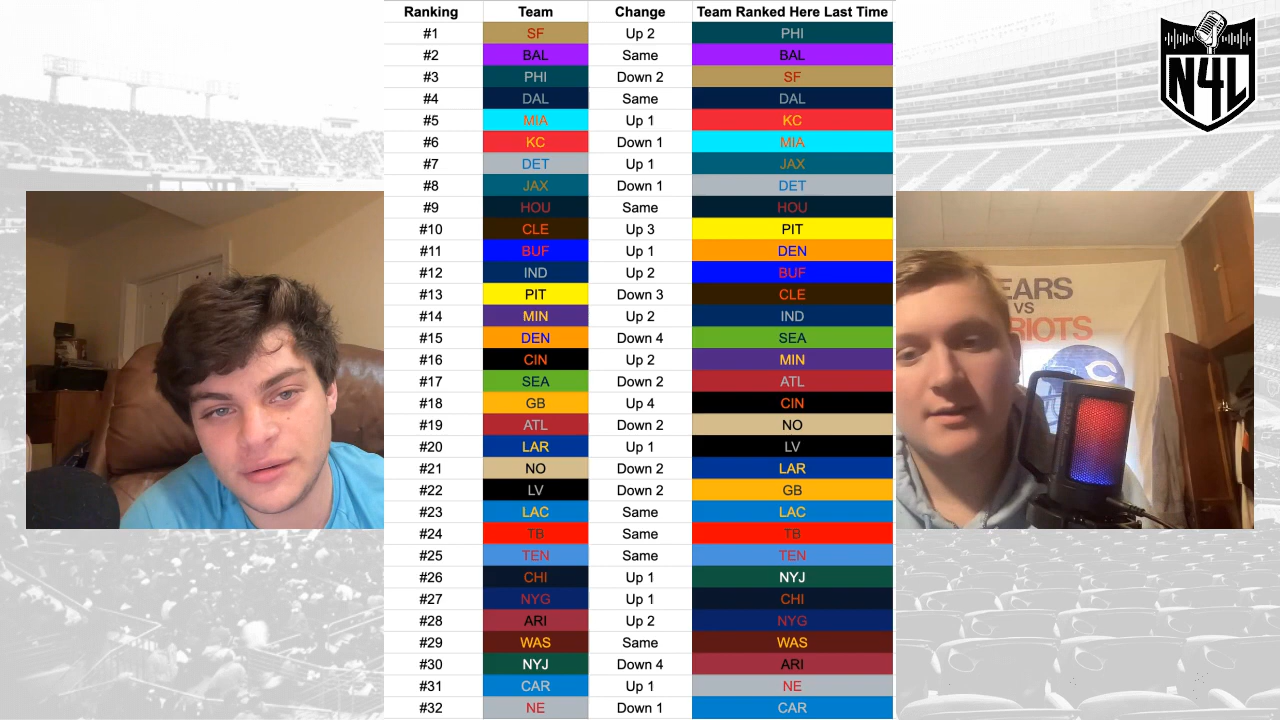 Ranking Team Change Team Ranked Here Last Time
#1 SF Up 2 PHI
#2 BAL Same BAL
#3 PHI Down 2 SF
#4 DAL Same DAL
#5 MIA Up 1 KC
#6 KC Down 1 MIA
#7 DET Up 1 JAX
#8 JAX Down 1 DET
#9 HOU Same HOU
#10 CLE Up 3 PIT
#11 BUF Up 1 DEN
#12 IND Up 2 BUF
#13 PIT Down 3 CLE
#14 MIN Up 2 IND
#15 DEN Down 4 SEA
#16 CIN Up 2 MIN
#17 SEA Down 2 ATL
#18 GB Up 4 CIN
#19 ATL Down 2 NO
#20 LAR Up 1 LV
#21 NO Down 2 LAR
#22 LV Down 2 GB
#23 LAC Same LAC
#24 TB Same TB
#25 TEN Same TEN
#26 CHI Up 1 NYJ
#27 NYG Up 1 CHI
#28 ARI Up 2 NYG
#29 WAS Same WAS
#30 NYJ Down 4 ARI
#31 CAR Up 1 NE
#32 NE Down 1 CAR
N4L
EARS
VS
RIOTS
C